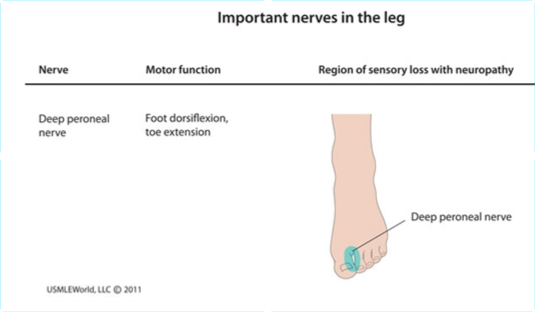 Important nerves in the leg
Nerve Motor function Region of sensory loss with neuropathy
Deep peroneal Foot dorsiflexion,
nerve toe extension
Deep peroneal nerve
USMLEWorld, LLC © 2011